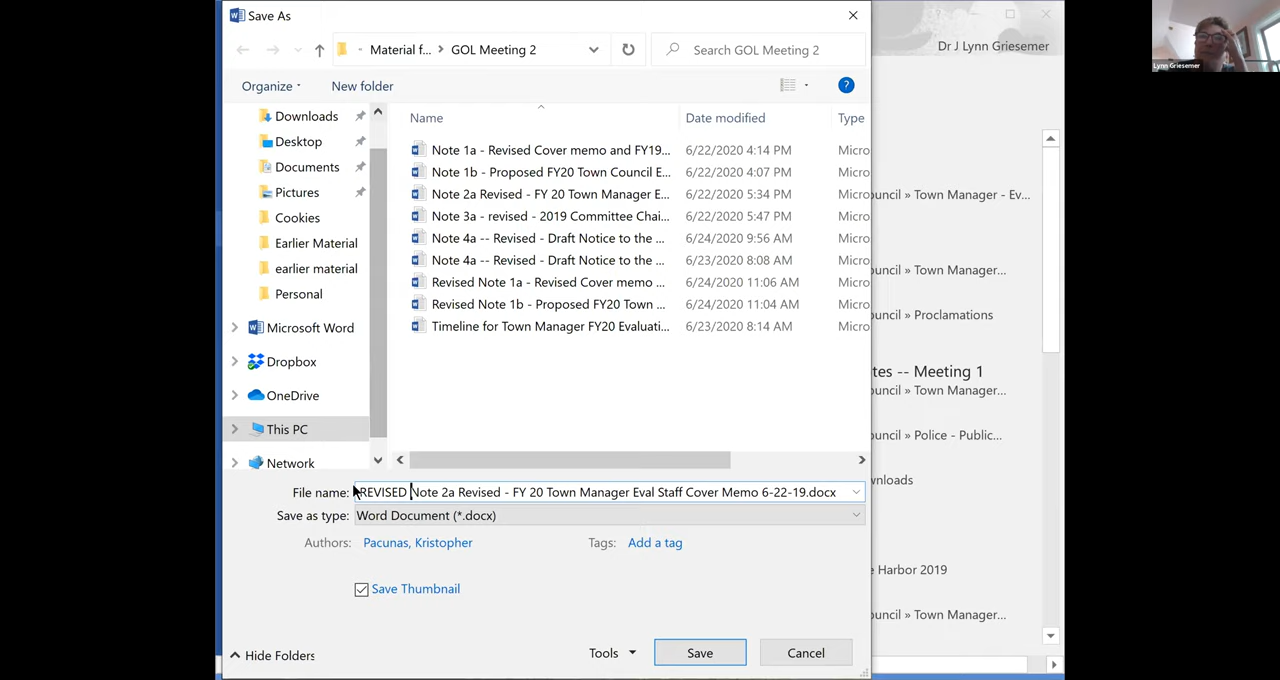 Save As
Material f... > GOL Meeting 2
Search GOL Meeting 2
Dr J Lynn Griesemer
Lynn Griesemer
Organize
New folder
Downloads
Desktop
Documents
Pictures
Cookies
Earlier Material
earlier material
Personal
Microsoft Word
Dropbox
OneDrive
This PC
Network
Name Date modified Type
Note 1a - Revised Cover memo and FY19... 6/22/2020 4:14 PM Micro
Note 1b - Proposed FY20 Town Council E... 6/22/2020 4:07 PM Micro
Note 2a Revised - FY 20 Town Manager E... 6/22/2020 5:34 PM Micro
Note 3a - revised - 2019 Committee Chai... 6/22/2020 5:47 PM Micro
Note 4a -- Revised - Draft Notice to the ... 6/24/2020 9:56 AM Micro
Note 4a -- Revised - Draft Notice to the ... 6/23/2020 8:08 AM Micro
Revised Note 1a - Revised Cover memo ... 6/24/2020 11:06 AM Micro
Revised Note 1b - Proposed FY20 Town ... 6/24/2020 11:04 AM Micro
Timeline for Town Manager FY20 Evaluati... 6/23/2020 8:14 AM Micro
ouncil » Town Manager - Ev...
ouncil » Town Manager...
ouncil » Proclamations
tes -- Meeting 1
ouncil » Town Manager...
ouncil » Police - Public...
wnloads
e Harbor 2019
ouncil » Town Manager...
File name: REVISED Note 2a Revised - FY 20 Town Manager Eval Staff Cover Memo 6-22-19.docx
Save as type: Word Document (*.docx)
Authors: Pacunas, Kristopher
Tags: Add a tag
Save Thumbnail
Hide Folders
Tools
Save
Cancel